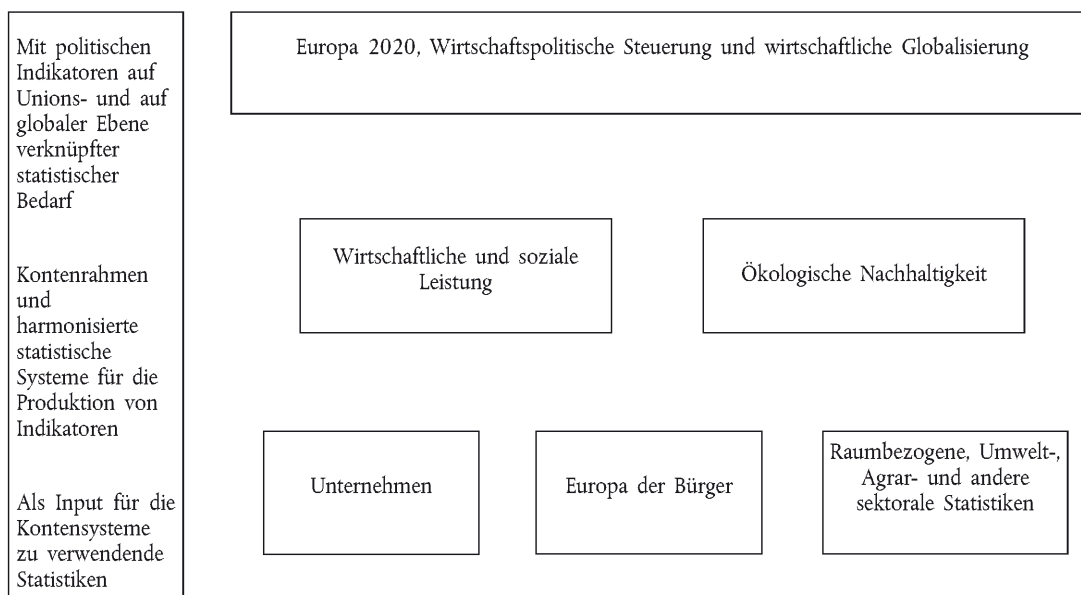 Mit politischen
Indikatoren auf
Unions- und auf
globaler Ebene
verknüpfter
statistischer
Bedarf
Europa 2020, Wirtschaftspolitische Steuerung und wirtschaftliche Globalisierung
Kontenrahmen
und
harmonisierte
statistische
Systeme für die
Produktion von
Indikatoren
Wirtschaftliche und soziale
Leistung
Ökologische Nachhaltigkeit
Als Input für die
Kontensysteme
zu verwendende
Statistiken
Unternehmen
Europa der Bürger
Raumbezogene, Umwelt-,
Agrar- und andere
sektorale Statistiken